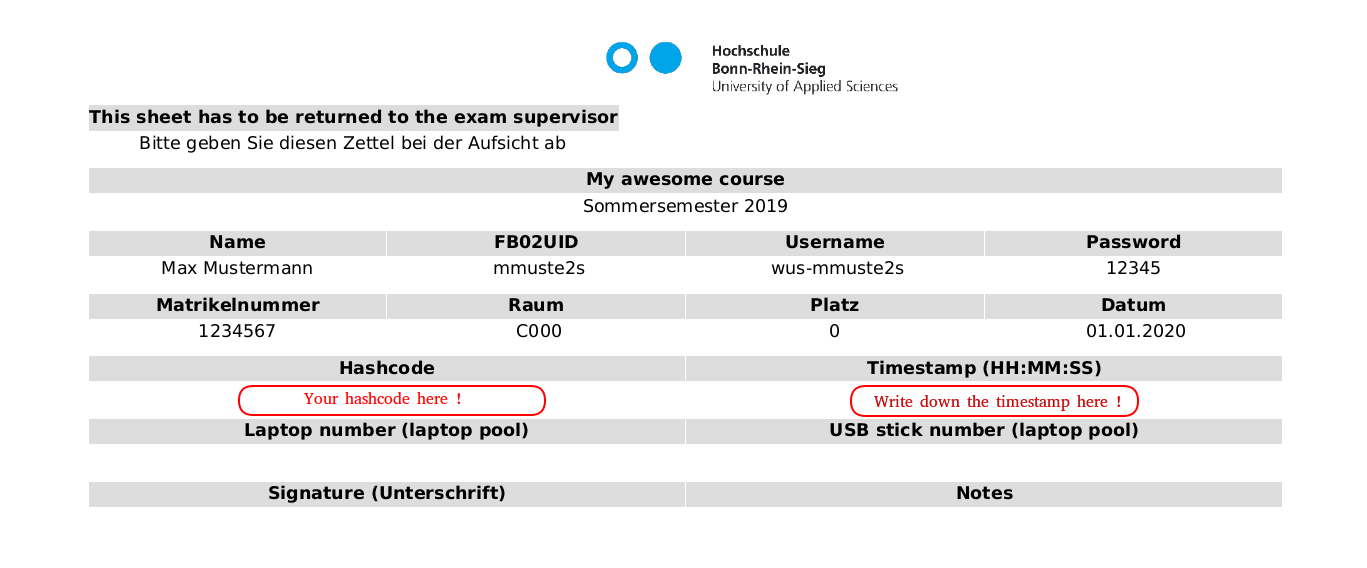 Hochschule
Bonn-Rhein-Sieg
University of Applied Sciences
This sheet has to be returned to the exam supervisor
Bitte geben Sie diesen Zettel bei der Aufsicht ab
My awesome course
Sommersemester 2019
Name FB02UID Username Password
Max Mustermann mmuste2s wus-mmuste2s 12345
Matrikelnummer Raum Platz Datum
1234567 C000 0 01.01.2020
Hashcode Timestamp (HH:MM:SS)
Your hashcode here ! Write down the timestamp here !
Laptop number (laptop pool) USB stick number (laptop pool)
Signature (Unterschrift) Notes